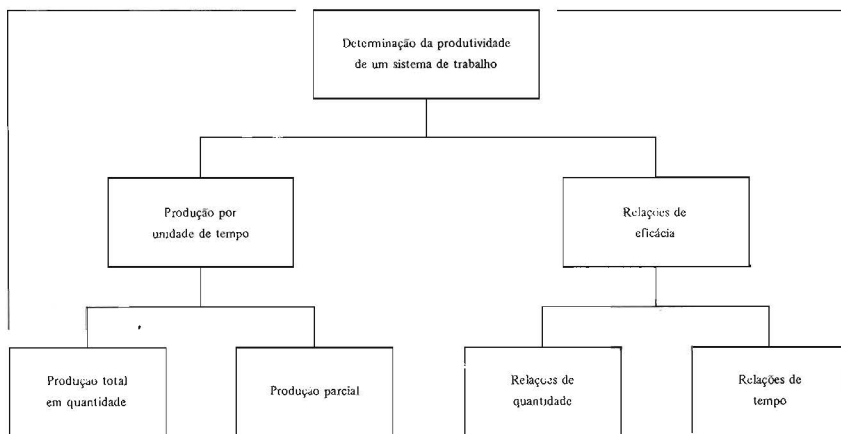 Determinação da produtividade
de um sistema de trabalho
Produção por
unidade de tempo
Relações de
eficácia
Produção total
em quantidade
Produção parcial
Relações de
quantidade
Relações de
tempo